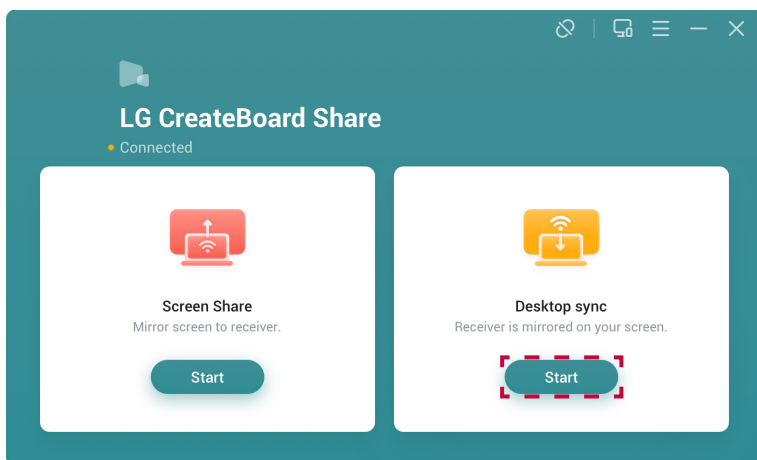 LG CreateBoard Share
Connected
Screen Share
Mirror screen to receiver.
Start
Desktop sync
Receiver is mirrored on your screen.
Start